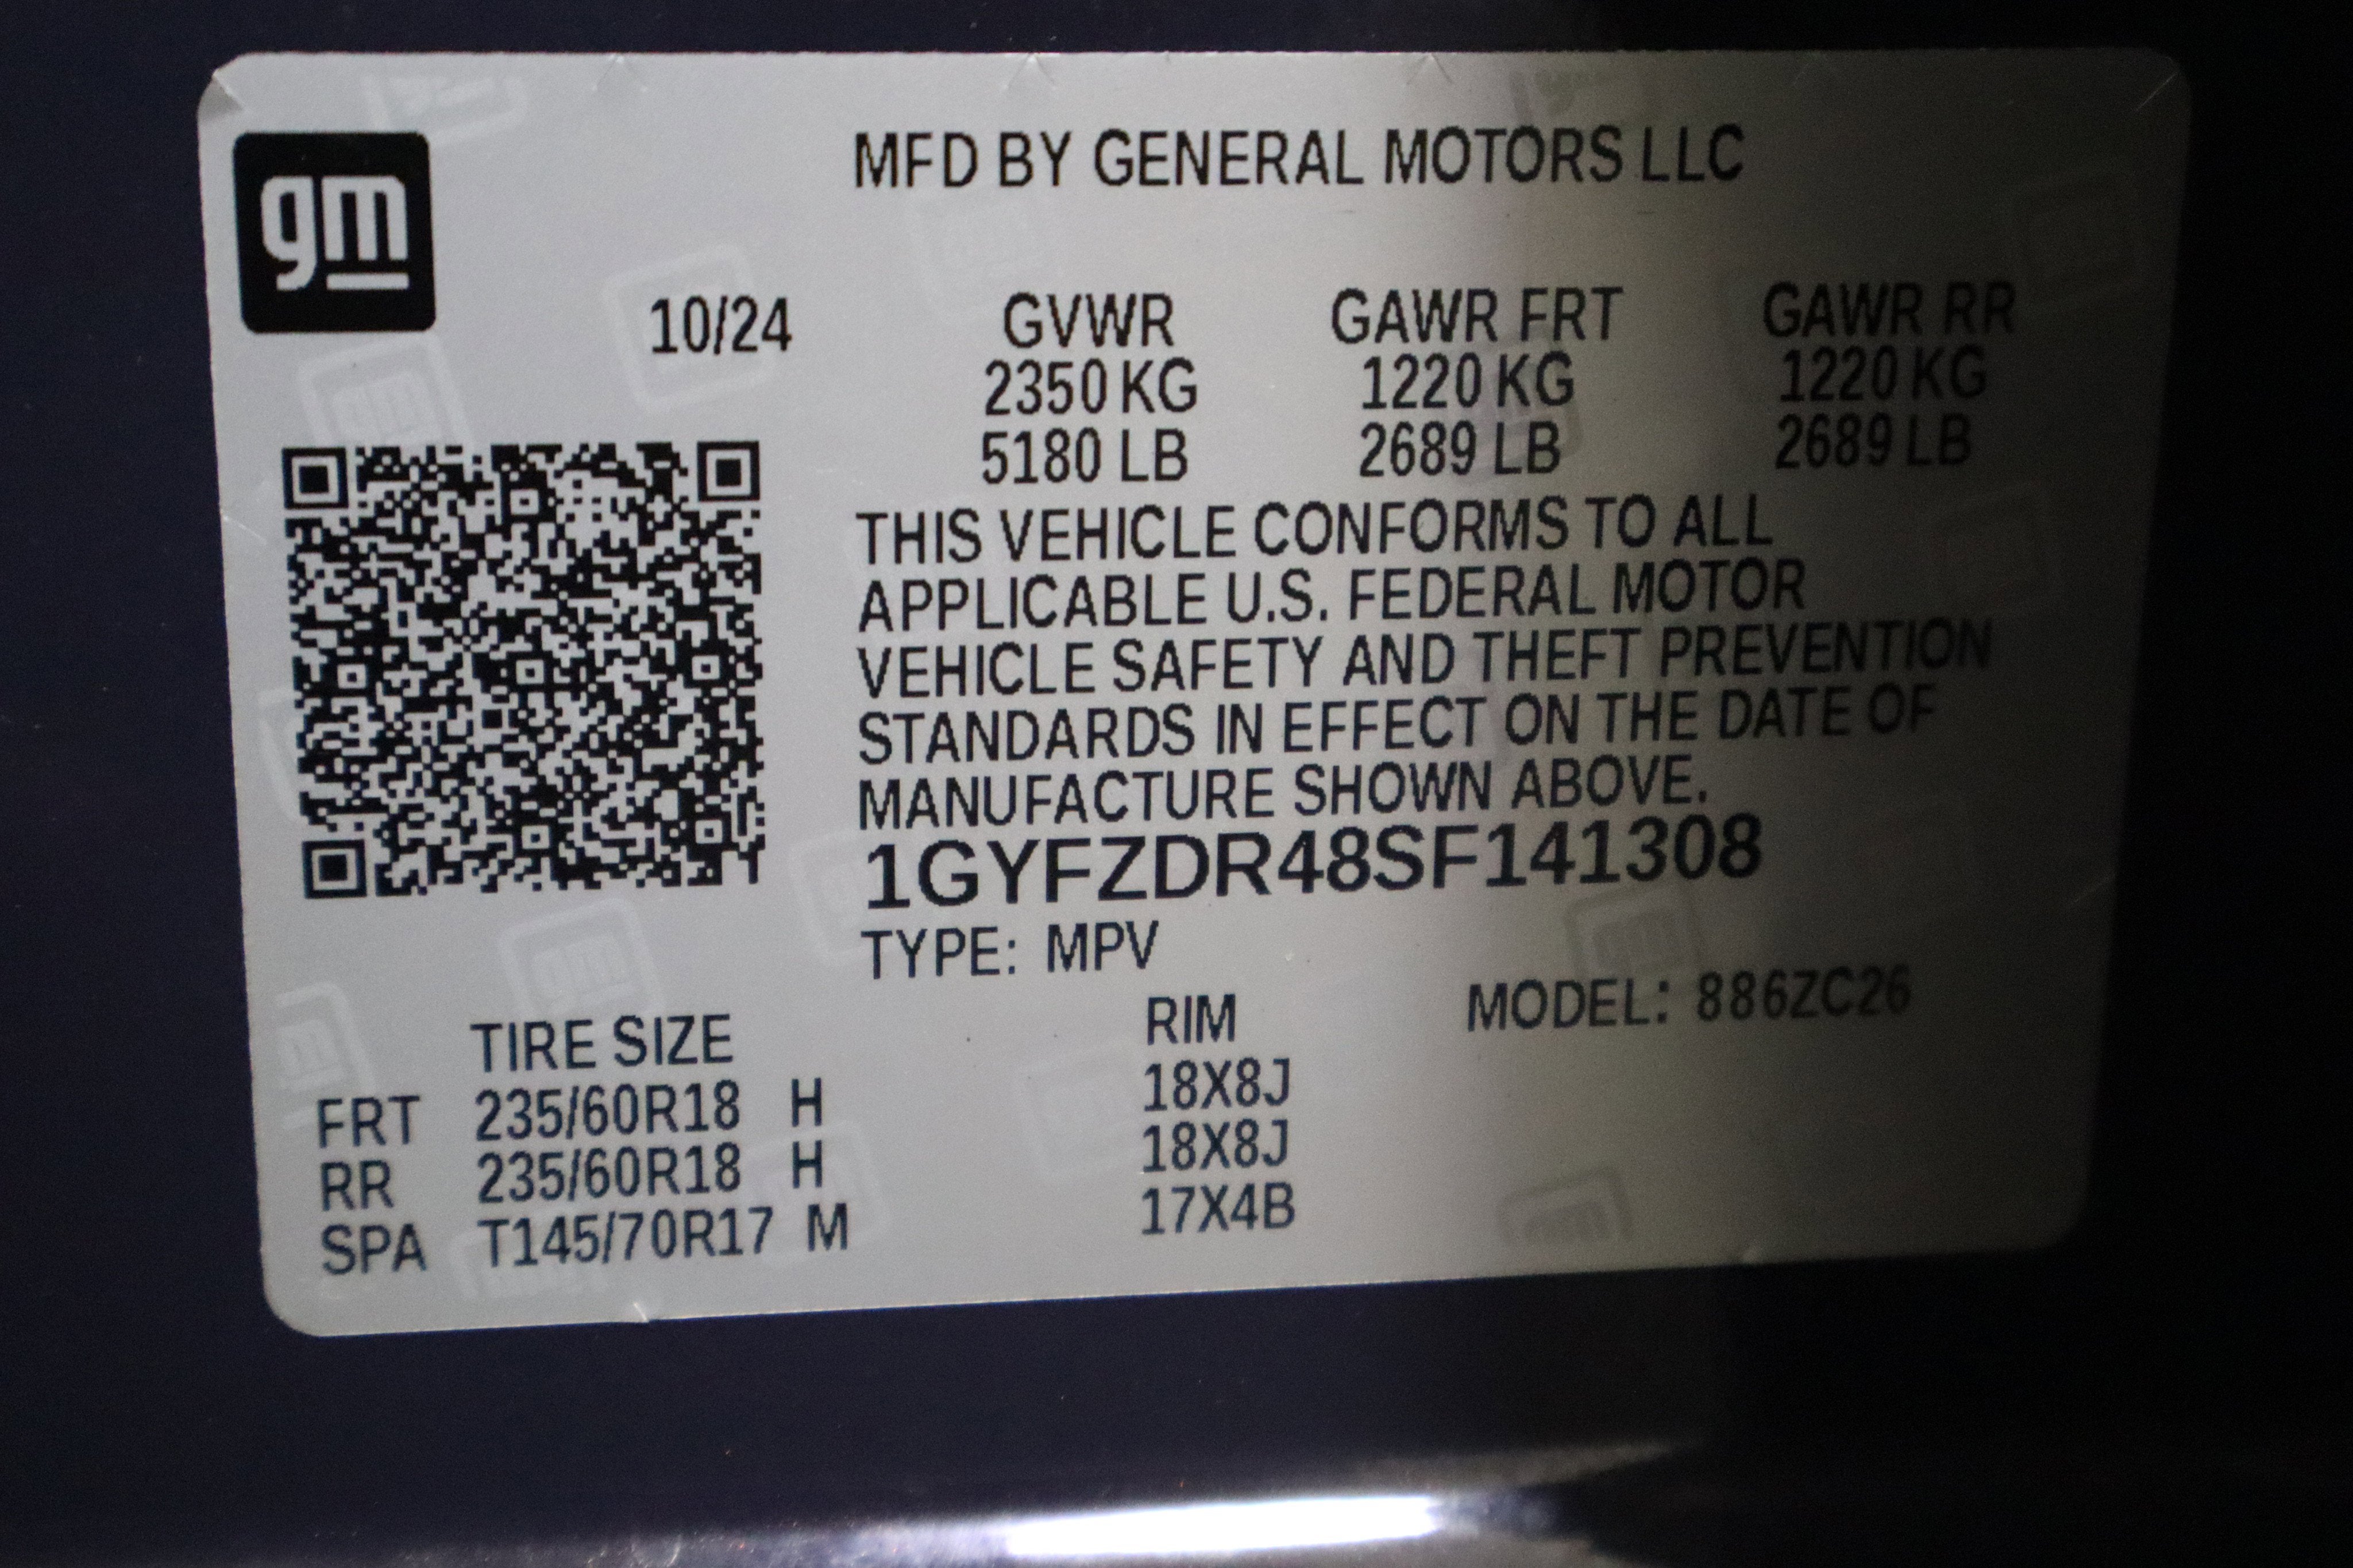 gm
MFD BY GENERAL MOTORS LLC
10/24 GVWR GAWR FRT GAWR RR
2350 KG 1220 KG 1220 KG
5180 LB 2689 LB 2689 LB
THIS VEHICLE CONFORMS TO ALL
APPLICABLE U.S. FEDERAL MOTOR
VEHICLE SAFETY AND THEFT PREVENTION
STANDARDS IN EFFECT ON THE DATE OF
MANUFACTURE SHOWN ABOVE.
1GYFZDR48SF141308
TYPE: MPV
MODEL: 886ZC26
TIRE SIZE RIM
FRT 235/60R18 H 18X8J
RR 235/60R18 H 18X8J
SPA T145/70R17 M 17X4B